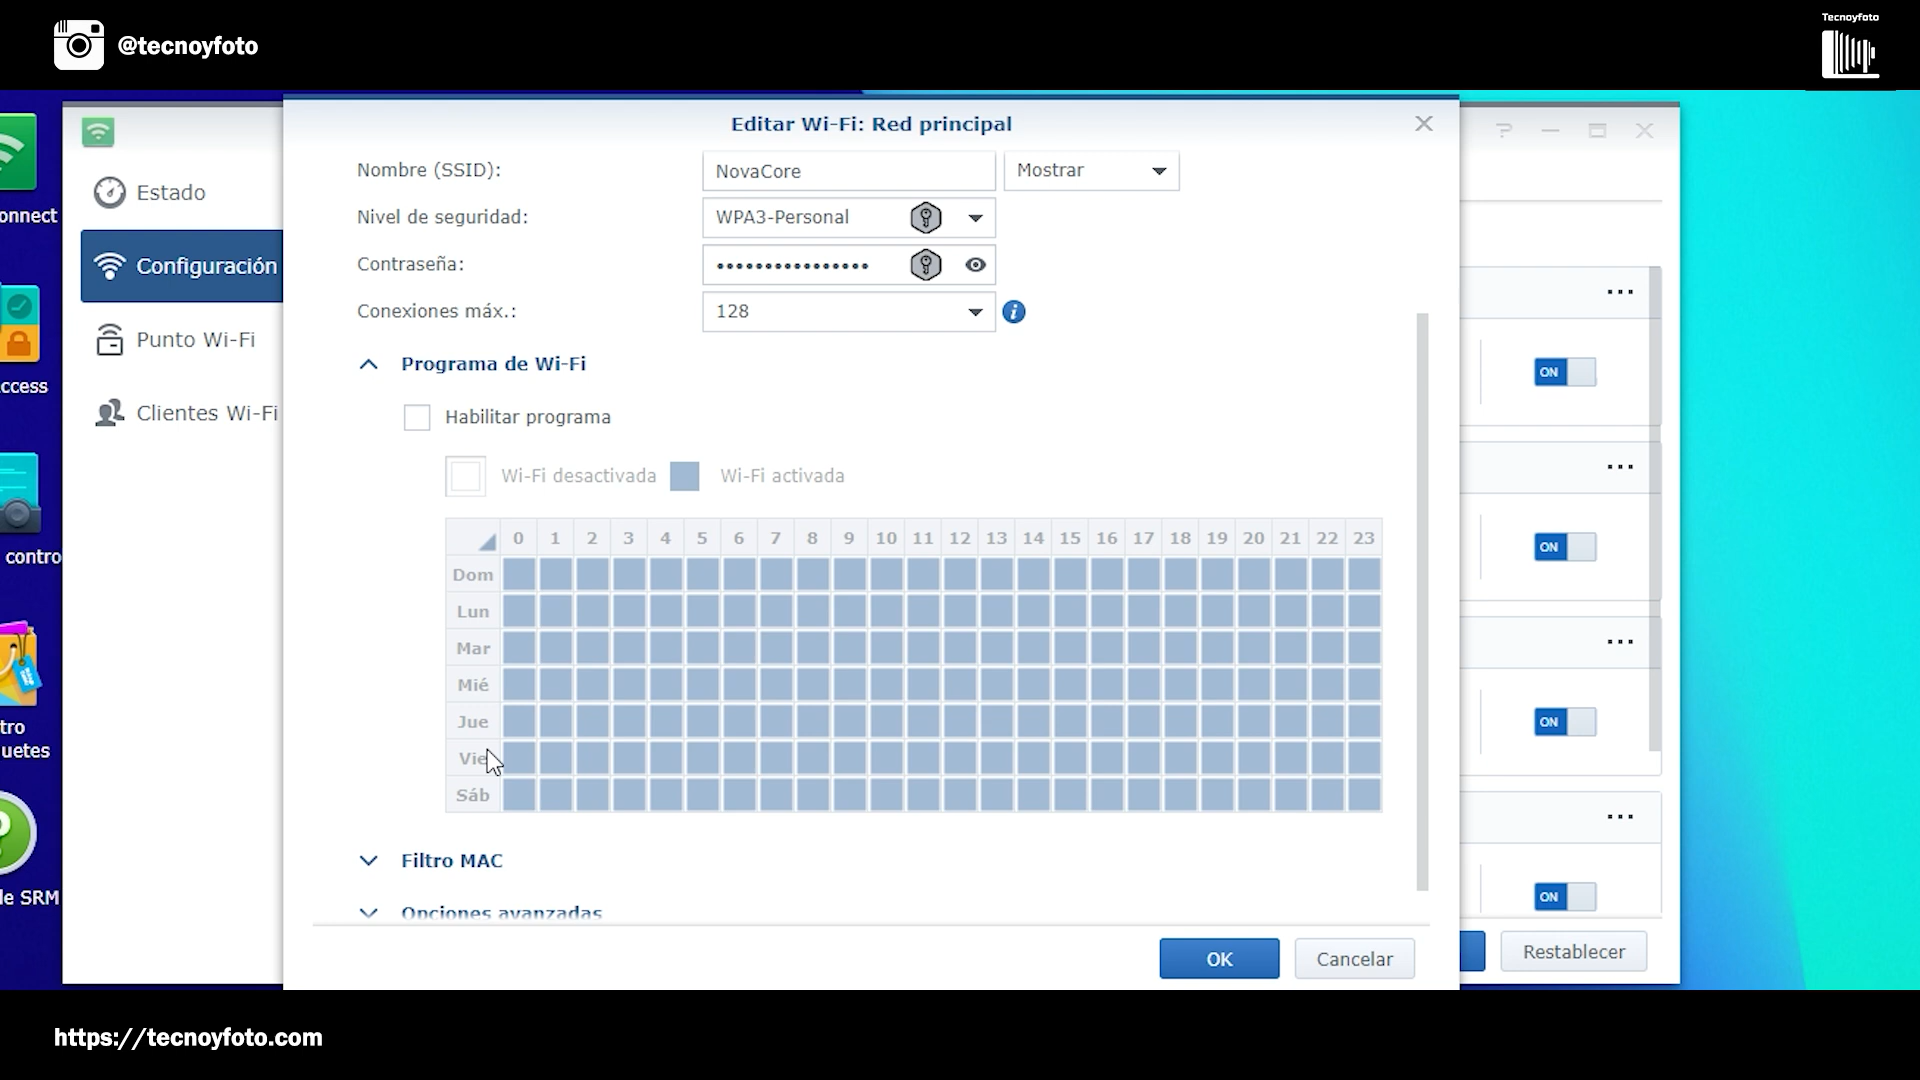 @tecnoyfoto
Tecnoyfoto
Editar Wi-Fi: Red principal
Nombre (SSID):
NovaCore
Mostrar
Nivel de seguridad:
WPA3-Personal
Contraseña:
••••••••••••••••
Conexiones máx.:
128
Programa de Wi-Fi
Habilitar programa
Wi-Fi desactivada
Wi-Fi activada
0 1 2 3 4 5 6 7 8 9 10 11 12 13 14 15 16 17 18 19 20 21 22 23
Dom
Lun
Mar
Mié
Jue
Vie
Sáb
Filtro MAC
Opciones avanzadas
OK
Cancelar
Estado
Configuración
Punto Wi-Fi
Clientes Wi-Fi
onnect
ccess
contro
tro
uetes
de SRM
ON
ON
ON
ON
Restablecer
https://tecnoyfoto.com